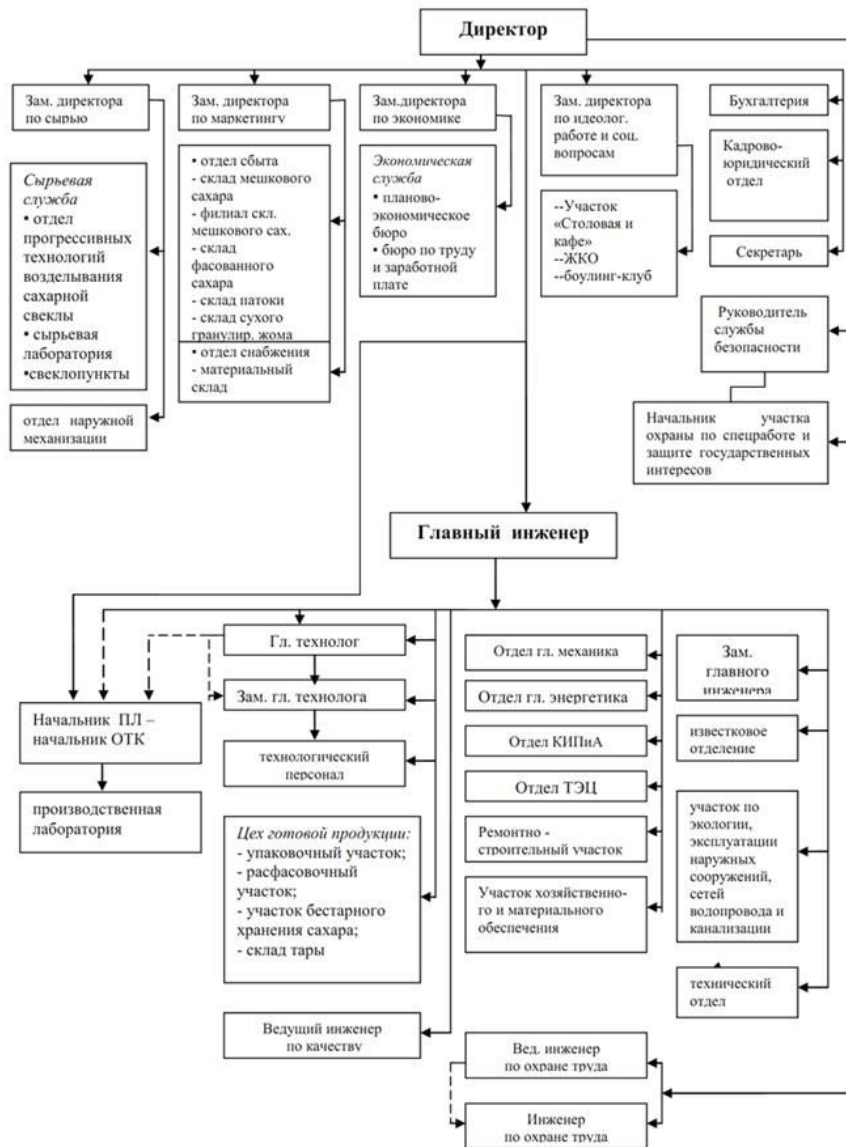 Директор
Зам. директора
по сырью
Зам. директора
по маркетингу
Зам.директора
по экономике
Зам. директора
по идеолог.
работе и соц.
вопросам
Бухгалтерия
Кадрово-
юридический
отдел
Секретарь
Сырьевая
служба
▪ отдел
прогрессивных
технологий
возделывания
сахарной
свеклы
▪ сырьевая
лаборатория
▪свеклопункты
отдел наружной
механизации
▪ отдел сбыта
- склад мешкового
сахара
- филиал скл.
мешкового сах.
- склад
фасованного
сахара
- склад патоки
- склад сухого
гранулир. жома
▪ отдел снабжения
- материальный
склад
Экономическая
служба
▪ планово-
экономическое
бюро
▪ бюро по труду
и заработной
плате
--Участок
«Столовая и
кафе»
--ЖКО
--боулинг-клуб
Руководитель
службы
безопасности
Начальник участка
охраны по спецработе и
защите государственных
интересов
Главный инженер
Гл. технолог
Зам. гл. технолога
технологический
персонал
Начальник ПЛ –
начальник ОТК
производственная
лаборатория
Цех готовой продукции:
- упаковочный участок;
- расфасовочный
участок;
- участок бестарного
хранения сахара;
- склад тары
Ведущий инженер
по качеству
Отдел гл. механика
Отдел гл. энергетика
Отдел КИПиА
Отдел ТЭЦ
Ремонтно -
строительный участок
Участок хозяйственно-
го и материального
обеспечения
Зам.
главного
инженера
известковое
отделение
участок по
экологии,
эксплуатации
наружных
сооружений,
сетей
водопровода и
канализации
технический
отдел
Вед. инженер
по охране труда
Инженер
по охране труда